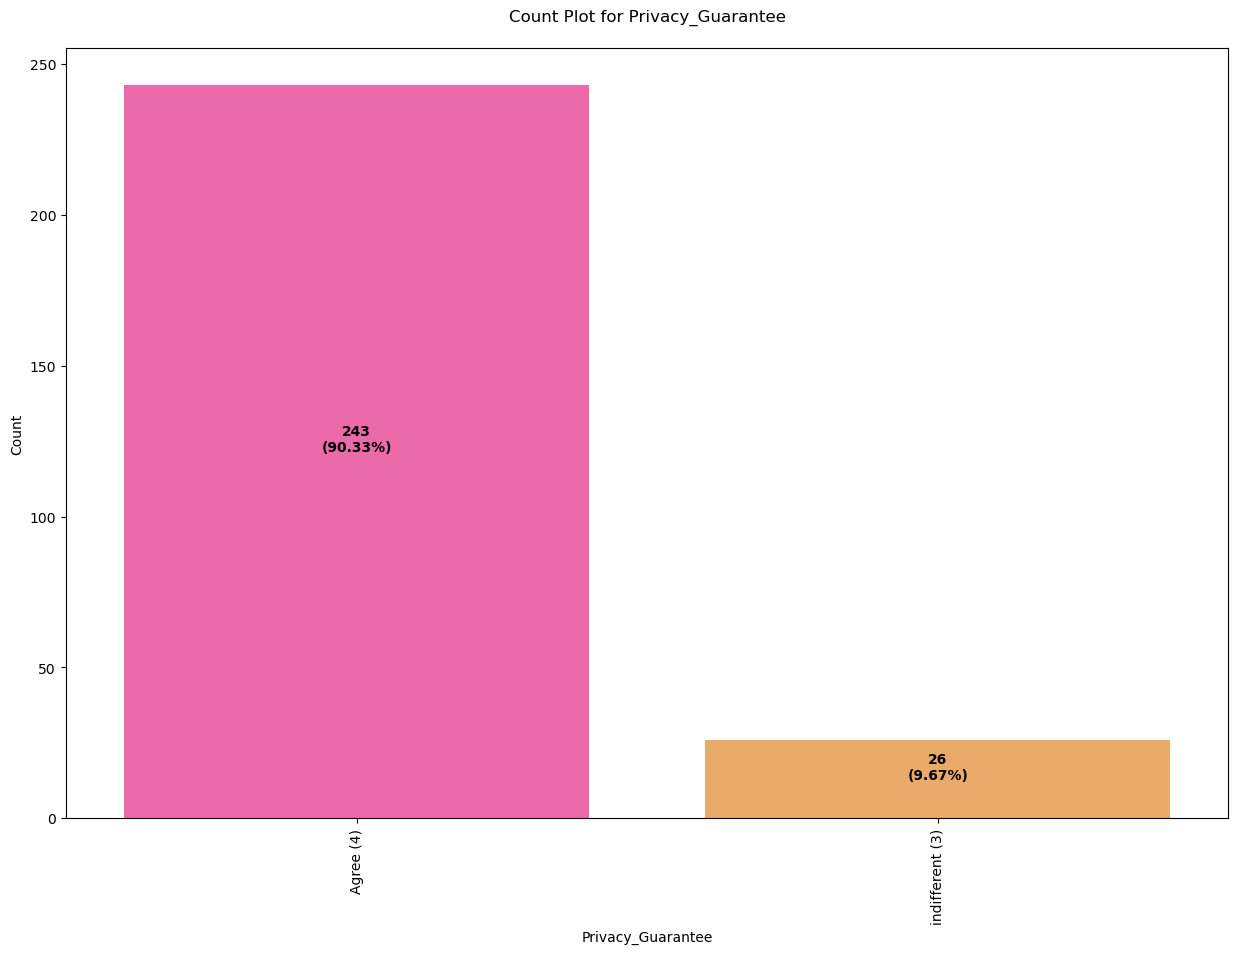 Count Plot for Privacy_Guarantee
250
200
150
100
50
0
Count
243
(90.33%)
26
(9.67%)
Agree (4)
indifferent (3)
Privacy_Guarantee